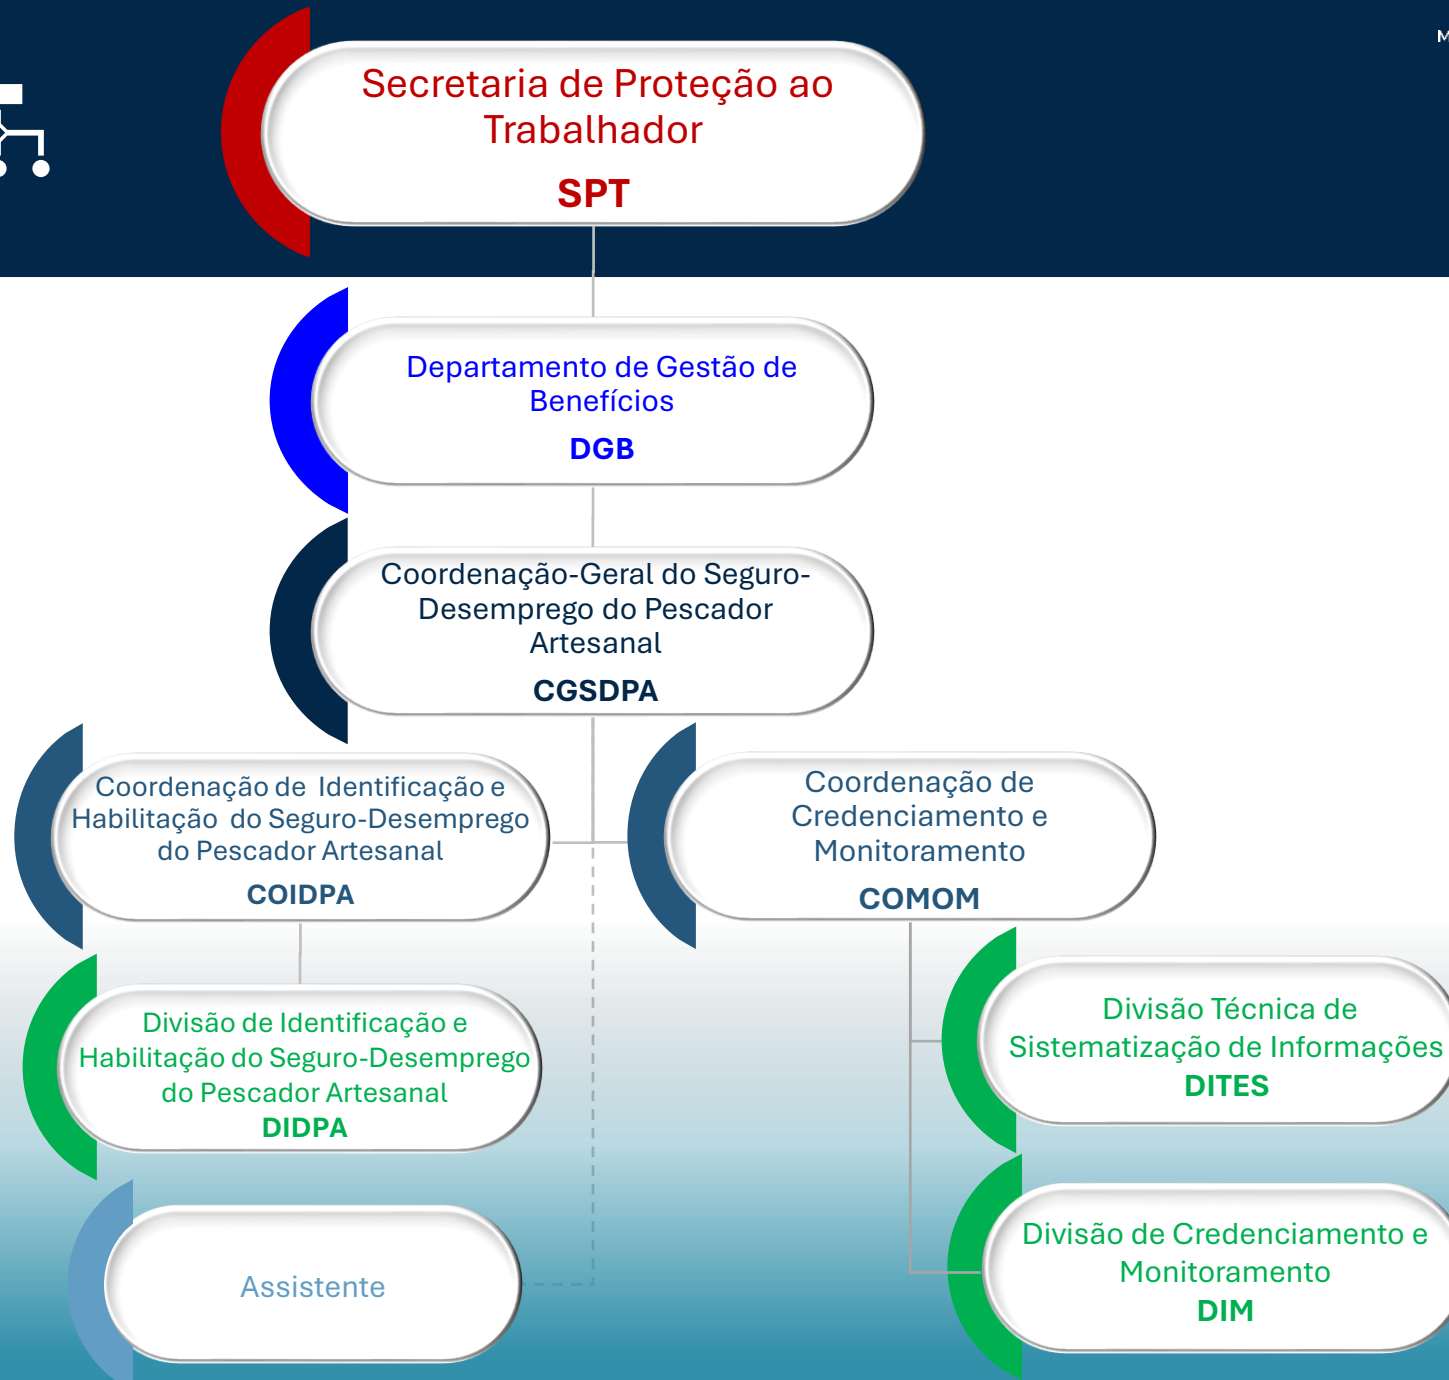 M
Secretaria de Proteção ao
Trabalhador
SPT
Departamento de Gestão de
Benefícios
DGB
Coordenação-Geral do Seguro-
Desemprego do Pescador
Artesanal
CGSDPA
Coordenação de Identificação e
Habilitação do Seguro-Desemprego
do Pescador Artesanal
COIDPA
Coordenação de
Credenciamento e
Monitoramento
COMOM
Divisão de Identificação e
Habilitação do Seguro-Desemprego
do Pescador Artesanal
DIDPA
Divisão Técnica de
Sistematização de Informações
DITES
Assistente
Divisão de Credenciamento e
Monitoramento
DIM